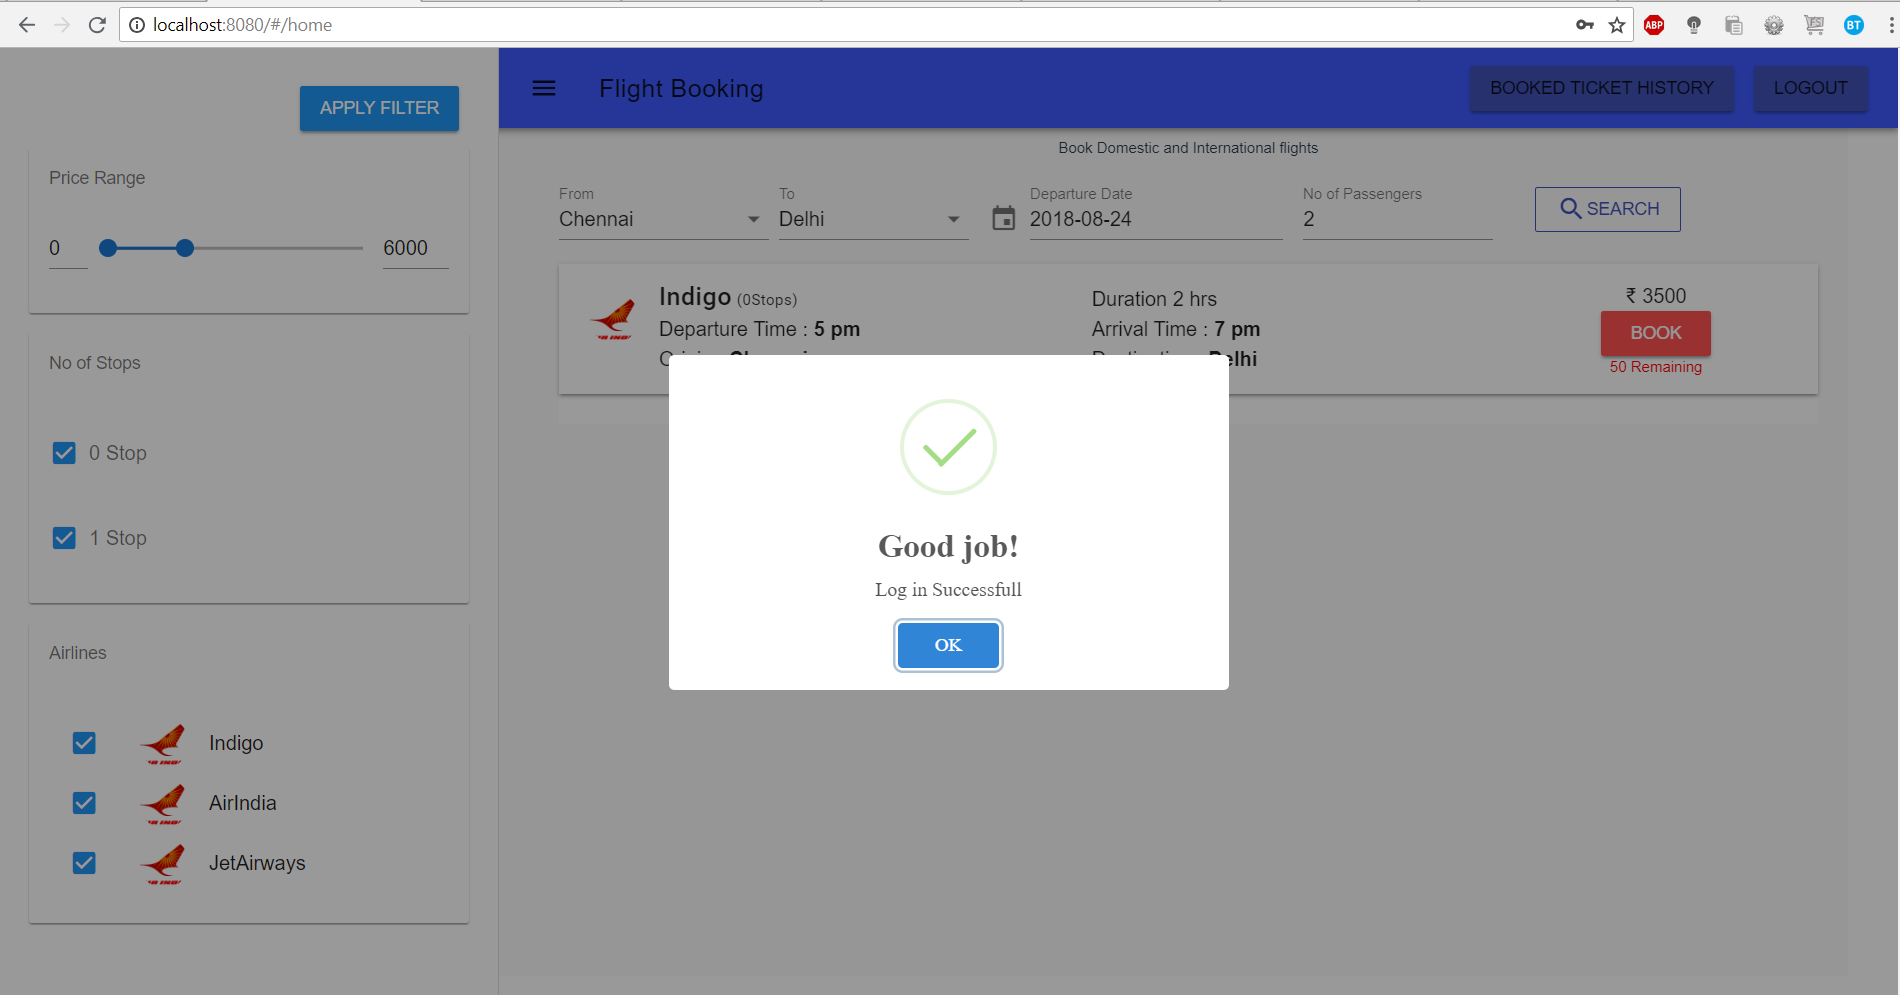 localhost:8080/#/home
ABP
BT
APPLY FILTER
Flight Booking
BOOKED TICKET HISTORY
LOGOUT
Book Domestic and International flights
Price Range
0
6000
From
Chennai
To
Delhi
Departure Date
2018-08-24
No of Passengers
2
SEARCH
Indigo (0Stops)
Departure Time : 5 pm
Duration 2 hrs
Arrival Time : 7 pm
₹ 3500
BOOK
50 Remaining
No of Stops
0 Stop
1 Stop
Good job!
Log in Successfull
OK
Airlines
Indigo
AirIndia
JetAirways